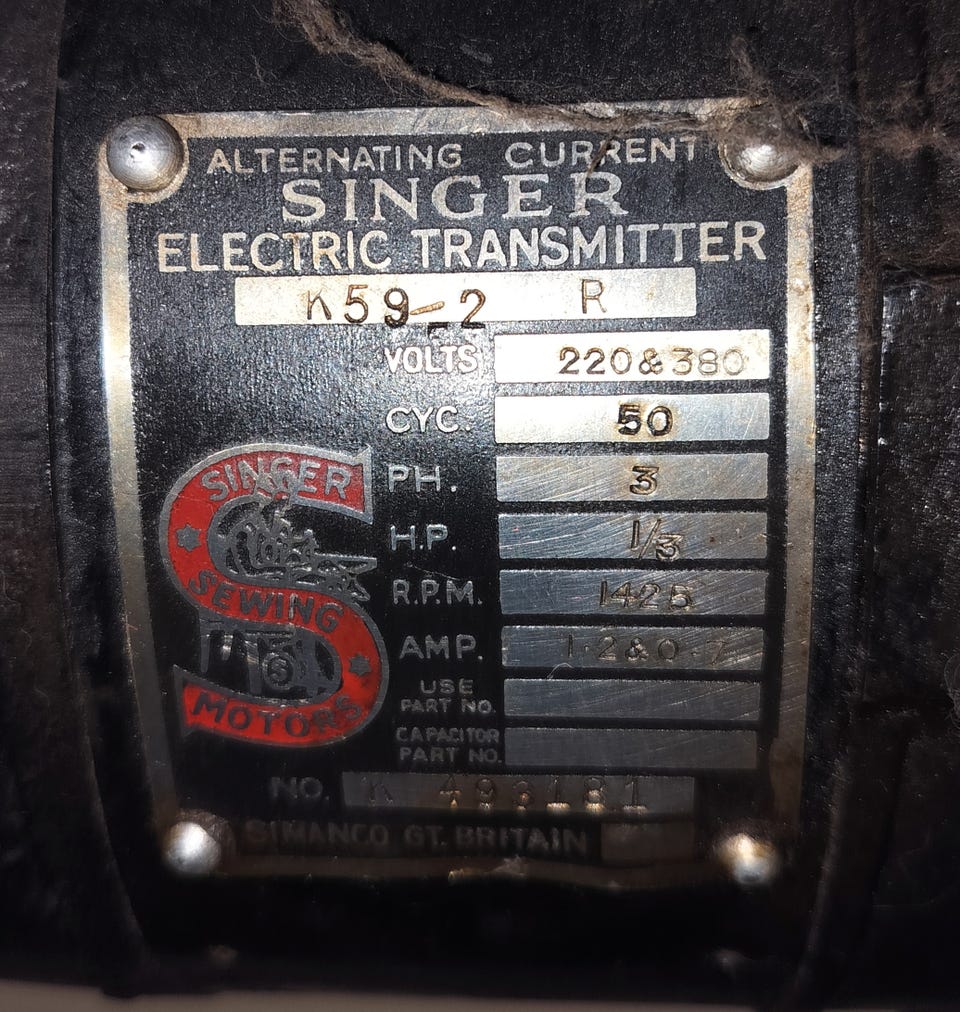 ALTERNATING CURRENT
SINGER
ELECTRIC TRANSMITTER
K59-2 R
VOLTS 220&380
CYC. 50
PH. 3
H.P. 1/3
R.P.M. 1425
AMP. 1.2&0.7
USE
PART NO.
CAPACITOR
PART NO.
SINGER
SEWING
MOTORS
NO. K 493181
SIMANCO GT. BRITAIN